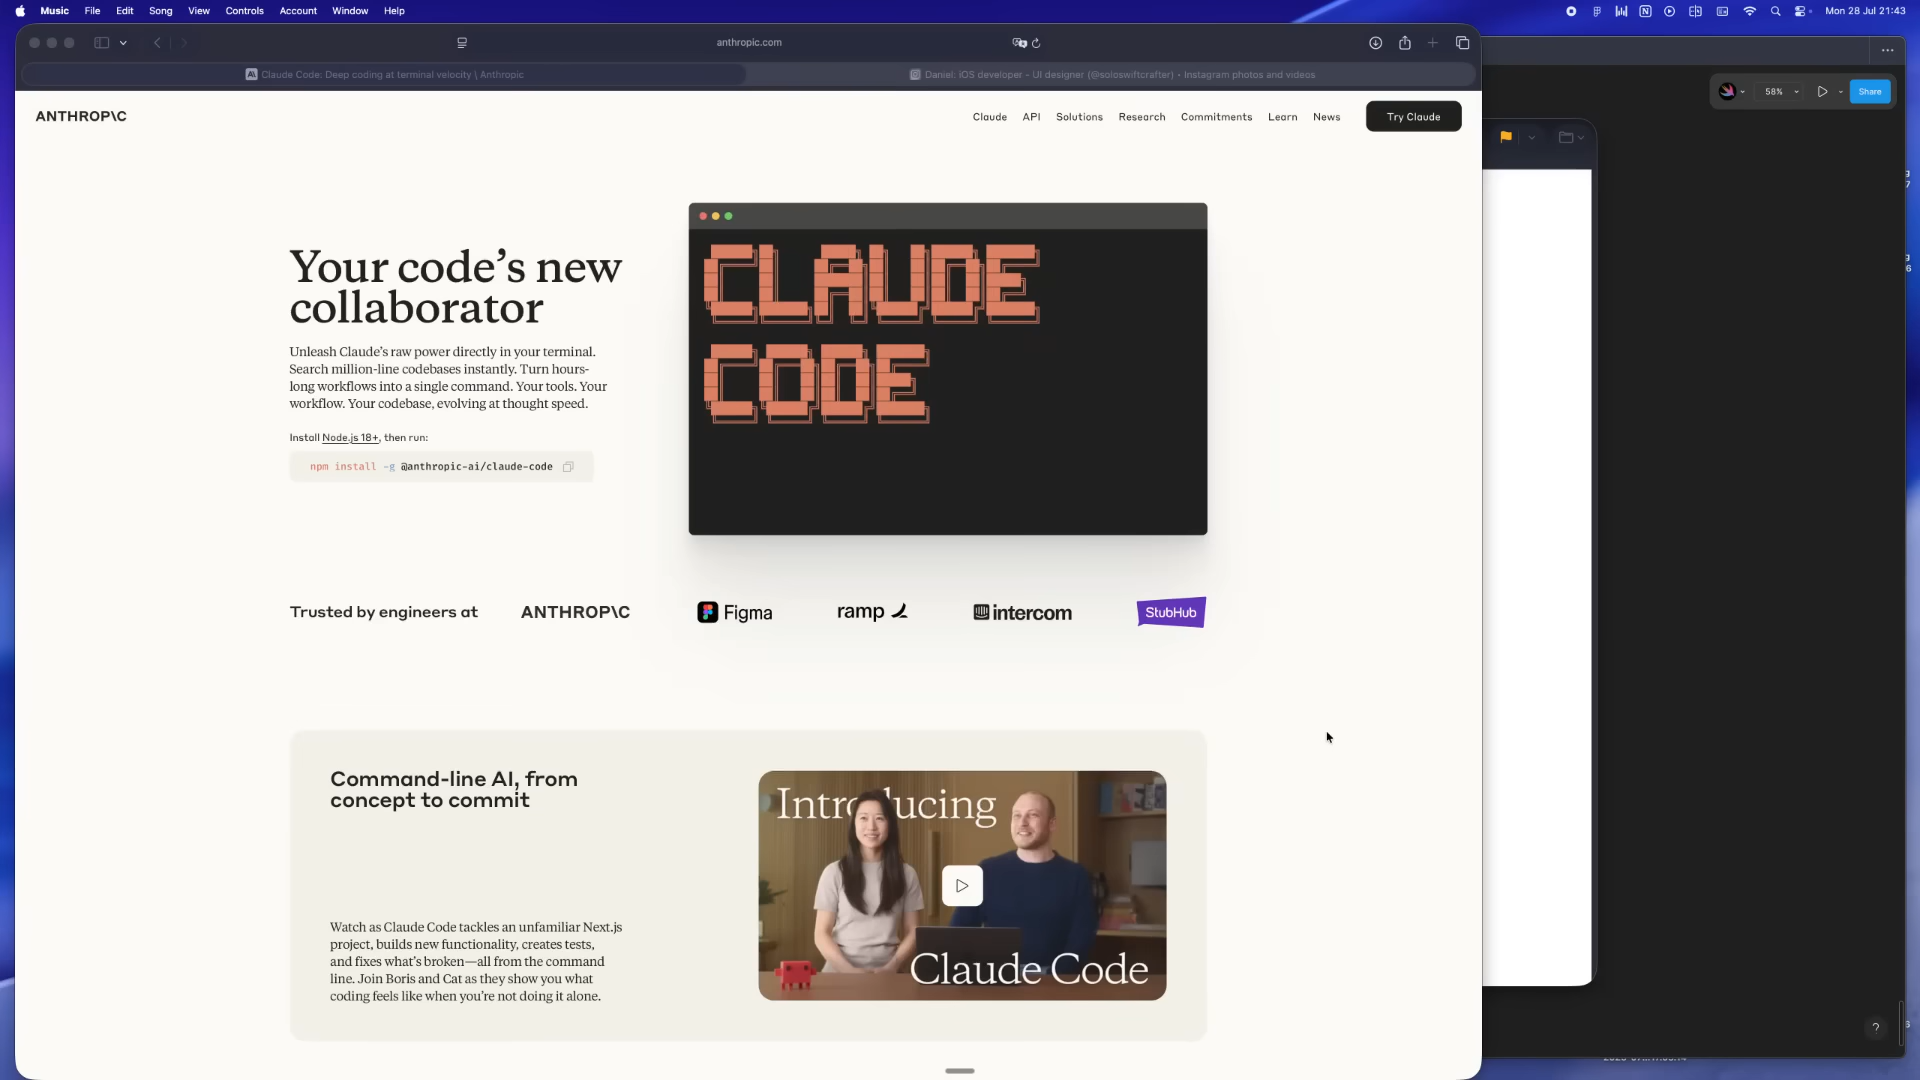 Music File Edit Song View Controls Account Window Help
Mon 28 Jul 21:43
anthropic.com
Claude Code: Deep coding at terminal velocity \ Anthropic
Daniel: iOS developer - UI designer (@soloswiftcrafter) • Instagram photos and videos
58%
Share
ANTHROP\C
Claude API Solutions Research Commitments Learn News
Try Claude
Your code’s new
collaborator
Unleash Claude’s raw power directly in your terminal.
Search million-line codebases instantly. Turn hours-
long workflows into a single command. Your tools. Your
workflow. Your codebase, evolving at thought speed.
Install Node.js 18+, then run:
npm install -g @anthropic-ai/claude-code
CLAUDE
CODE
Trusted by engineers at
ANTHROP\C
Figma
ramp
intercom
StubHub
Command-line AI, from
concept to commit
Watch as Claude Code tackles an unfamiliar Next.js
project, builds new functionality, creates tests,
and fixes what’s broken—all from the command
line. Join Boris and Cat as they show you what
coding feels like when you’re not doing it alone.
Introducing
Claude Code
?